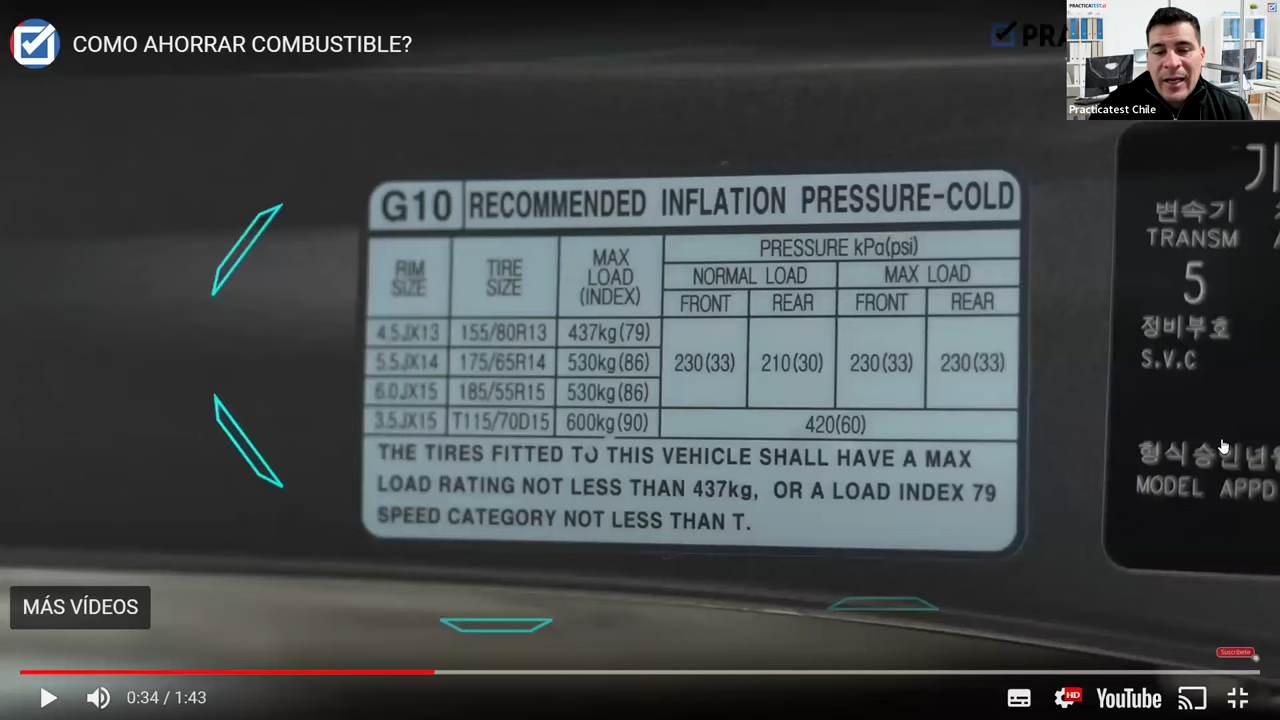 COMO AHORRAR COMBUSTIBLE?
PRACTICATEST.cl
Practicatest Chile
G10 RECOMMENDED INFLATION PRESSURE-COLD
RIM SIZE TIRE SIZE MAX LOAD (INDEX) PRESSURE kPa(psi)
NORMAL LOAD MAX LOAD
FRONT REAR FRONT REAR
4.5JX13 155/80R13 437kg(79)
5.5JX14 175/65R14 530kg(86) 230(33) 210(30) 230(33) 230(33)
6.0JX15 185/55R15 530kg(86)
3.5JX15 T115/70D15 600kg(90) 420(60)
THE TIRES FITTED TO THIS VEHICLE SHALL HAVE A MAX
LOAD RATING NOT LESS THAN 437kg, OR A LOAD INDEX 79
SPEED CATEGORY NOT LESS THAN T.
변속기
TRANSM
5
정비부호
S.V.C
MODEL APPD
MÁS VÍDEOS
Suscríbete
0:34 / 1:43
HD
YouTube